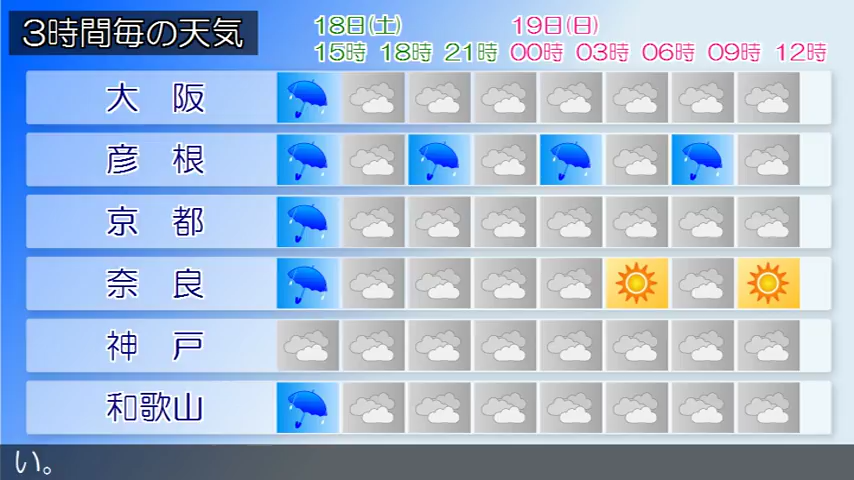 3時間毎の天気
18日(土) 19日(日)
15時 18時 21時 00時 03時 06時 09時 12時
大 阪
彦 根
京 都
奈 良
神 戸
和歌山
い。